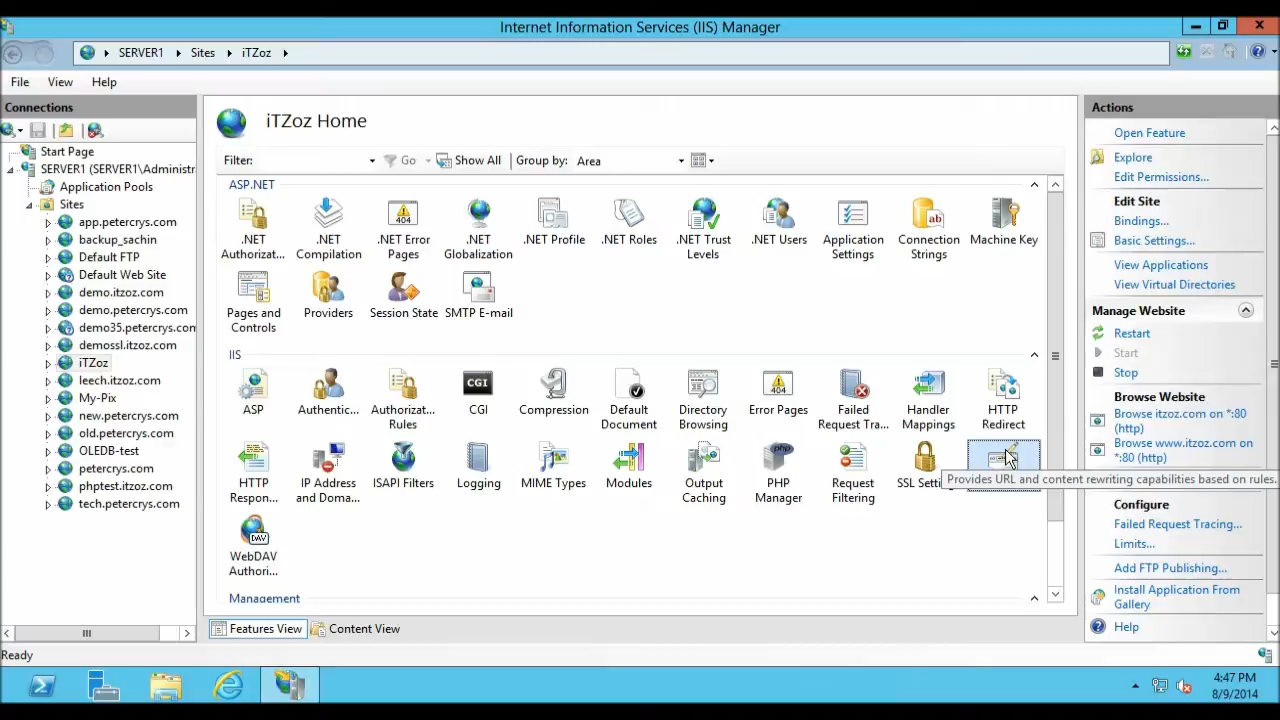 Internet Information Services (IIS) Manager
SERVER1
Sites
iTZoz
File
View
Help
Connections
Start Page
SERVER1 (SERVER1\Administr
Application Pools
Sites
app.petercrys.com
backup_sachin
Default FTP
Default Web Site
demo.itzoz.com
demo.petercrys.com
demo35.petercrys.com
demossl.itzoz.com
iTZoz
leech.itzoz.com
My-Pix
new.petercrys.com
old.petercrys.com
OLEDB-test
petercrys.com
phptest.itzoz.com
tech.petercrys.com
iTZoz Home
Filter:
Go
Show All
Group by:
Area
ASP.NET
.NET Authorizat...
.NET Compilation
.NET Error Pages
404
.NET Globalization
.NET Profile
.NET Roles
.NET Trust Levels
.NET Users
Application Settings
ab
Connection Strings
Machine Key
Pages and Controls
Providers
Session State
SMTP E-mail
IIS
ASP
Authentic...
Authorizat... Rules
CGI
CGI
Compression
Default Document
Directory Browsing
404
Error Pages
Failed Request Tra...
Handler Mappings
HTTP Redirect
HTTP Respon...
IP Address and Doma...
ISAPI Filters
Logging
MIME Types
Modules
Output Caching
php
PHP Manager
Request Filtering
SSL Setti
Provides URL and content rewriting capabilities based on rules.
DAV
WebDAV Authori...
Management
Features View
Content View
Actions
Open Feature
Explore
Edit Permissions...
Edit Site
Bindings...
Basic Settings...
View Applications
View Virtual Directories
Manage Website
Restart
Start
Stop
Browse Website
Browse itzoz.com on *:80
(http)
Browse www.itzoz.com on
*:80 (http)
Configure
Failed Request Tracing...
Limits...
Add FTP Publishing...
Install Application From
Gallery
Help
Ready
4:47 PM
8/9/2014